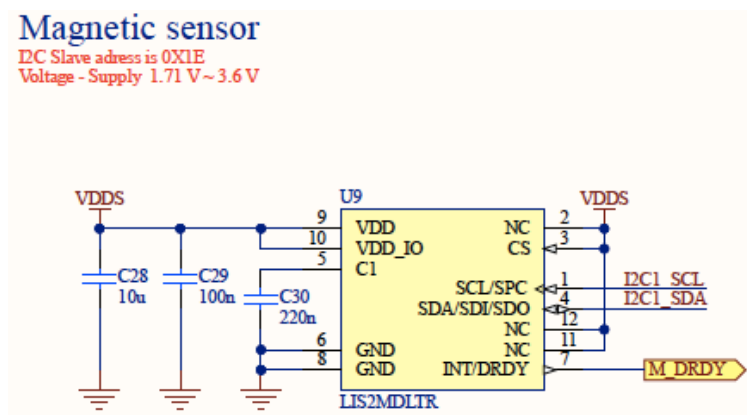 Magnetic sensor
I2C Slave adress is 0X1E
Voltage - Supply 1.71 V ~ 3.6 V
VDDS
U9
VDDS
9
VDD
NC
2
10
VDD_IO
CS
3
5
C1
C28
10u
C29
100n
C30
220n
SCL/SPC
1
I2C1_SCL
SDA/SDI/SDO
4
I2C1_SDA
NC
12
6
GND
NC
11
8
GND
INT/DRDY
7
M_DRDY
LIS2MDLTR